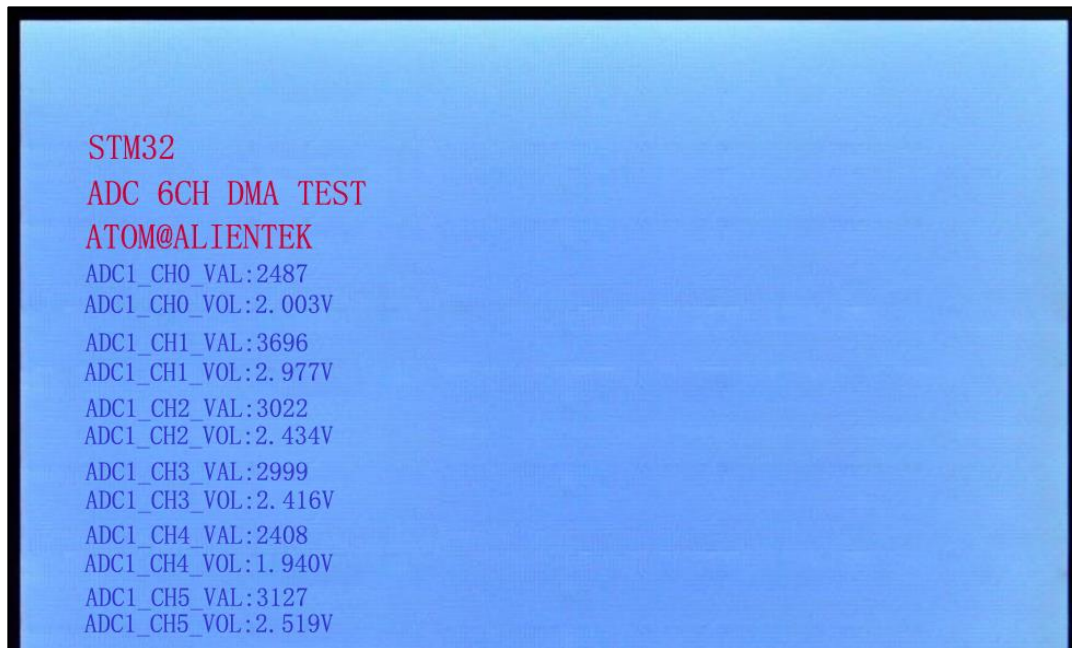 STM32
ADC 6CH DMA TEST
ATOM@ALIENTEK
ADC1_CH0_VAL:2487
ADC1_CH0_VOL:2.003V
ADC1_CH1_VAL:3696
ADC1_CH1_VOL:2.977V
ADC1_CH2_VAL:3022
ADC1_CH2_VOL:2.434V
ADC1_CH3_VAL:2999
ADC1_CH3_VOL:2.416V
ADC1_CH4_VAL:2408
ADC1_CH4_VOL:1.940V
ADC1_CH5_VAL:3127
ADC1_CH5_VOL:2.519V